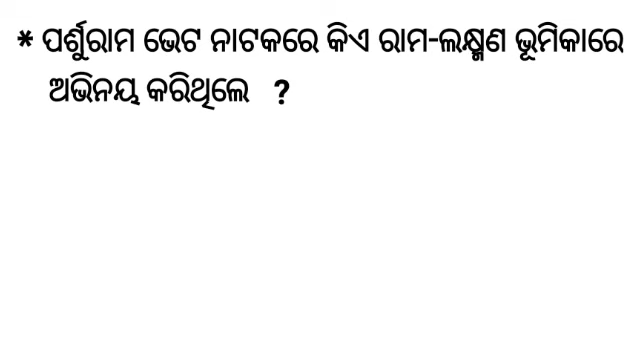 * ପର୍ଶୁରାମ ଭେଟ ନାଟକରେ କିଏ ରାମ-ଲକ୍ଷ୍ମଣ ଭୂମିକାରେ
ଅଭିନୟ କରିଥିଲେ ?